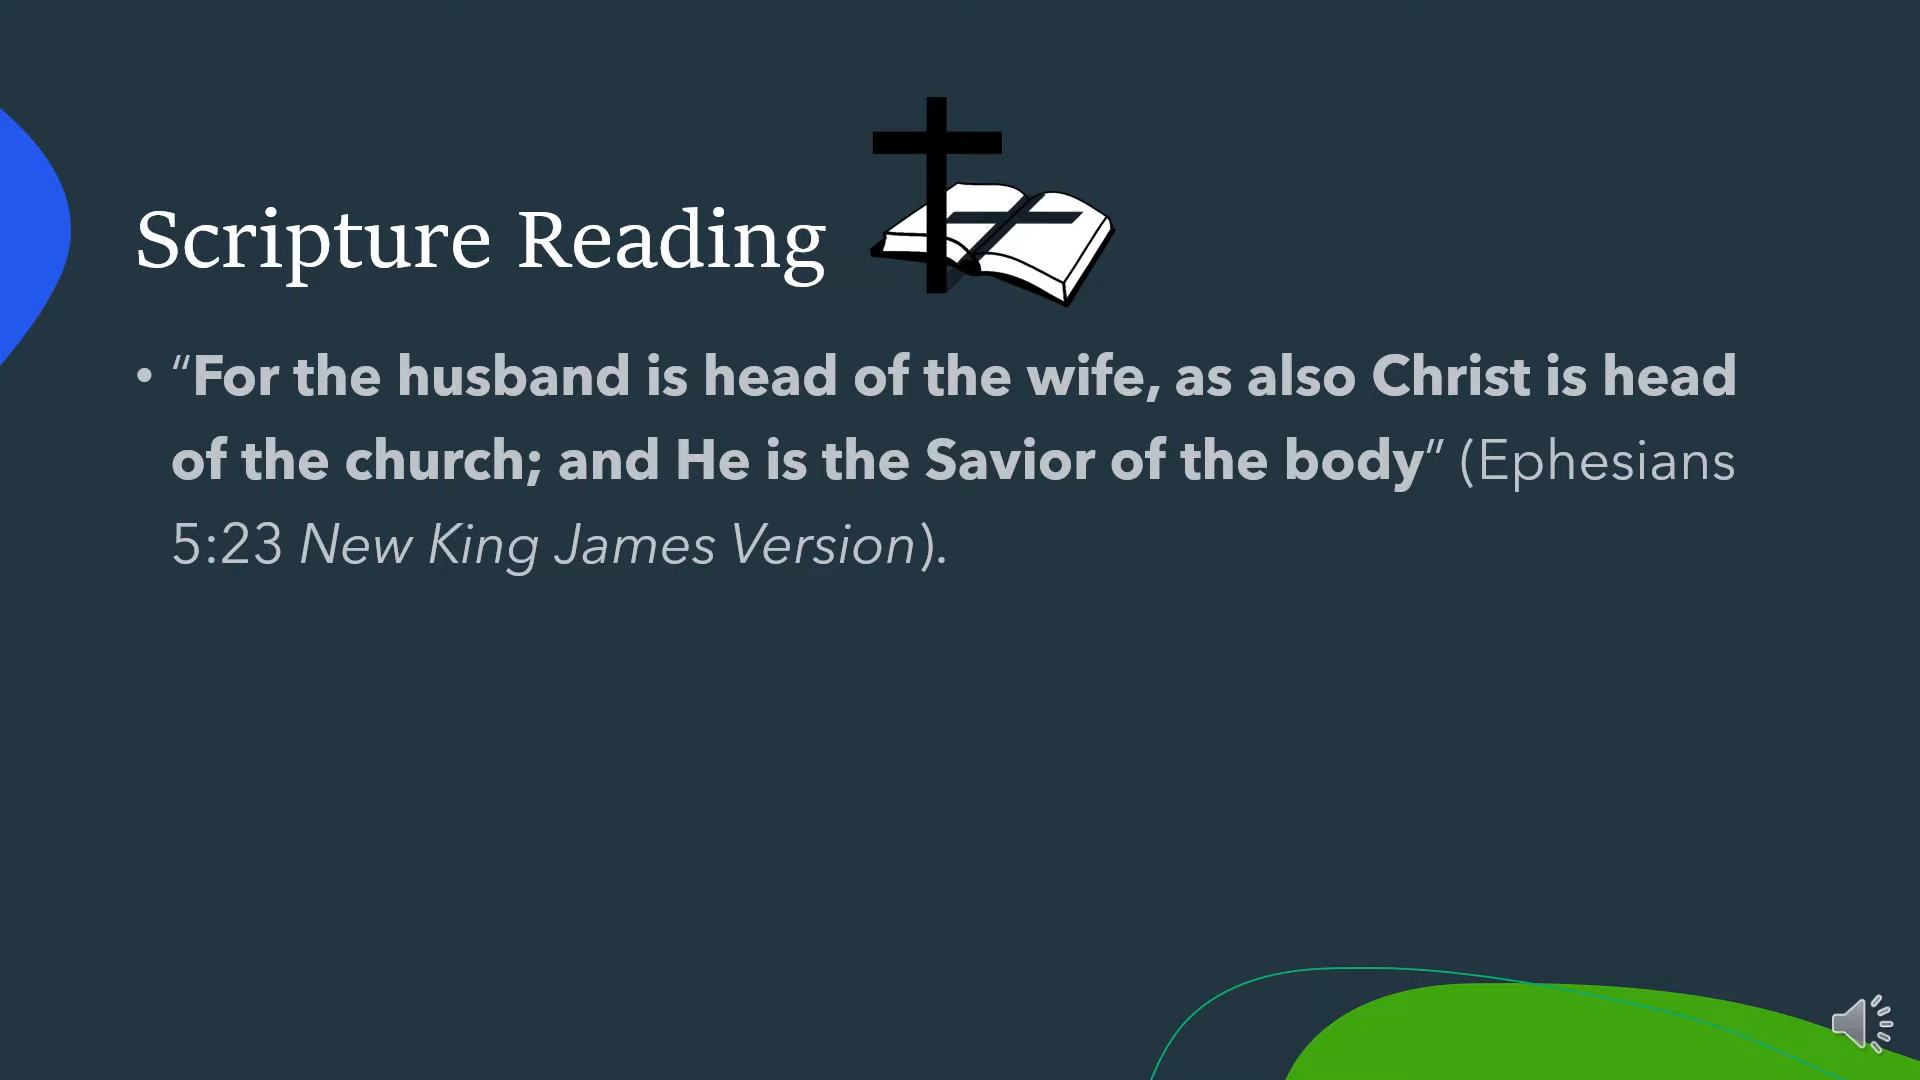 Scripture Reading
• “For the husband is head of the wife, as also Christ is head
of the church; and He is the Savior of the body” (Ephesians
5:23 New King James Version).